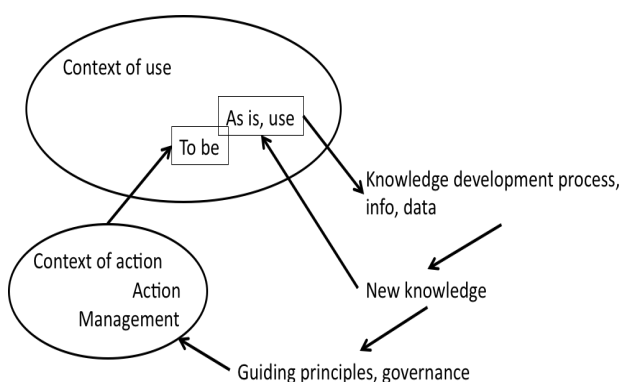 Context of use
As is, use
To be
Knowledge development process,
info, data
Context of action
Action
Management
New knowledge
Guiding principles, governance